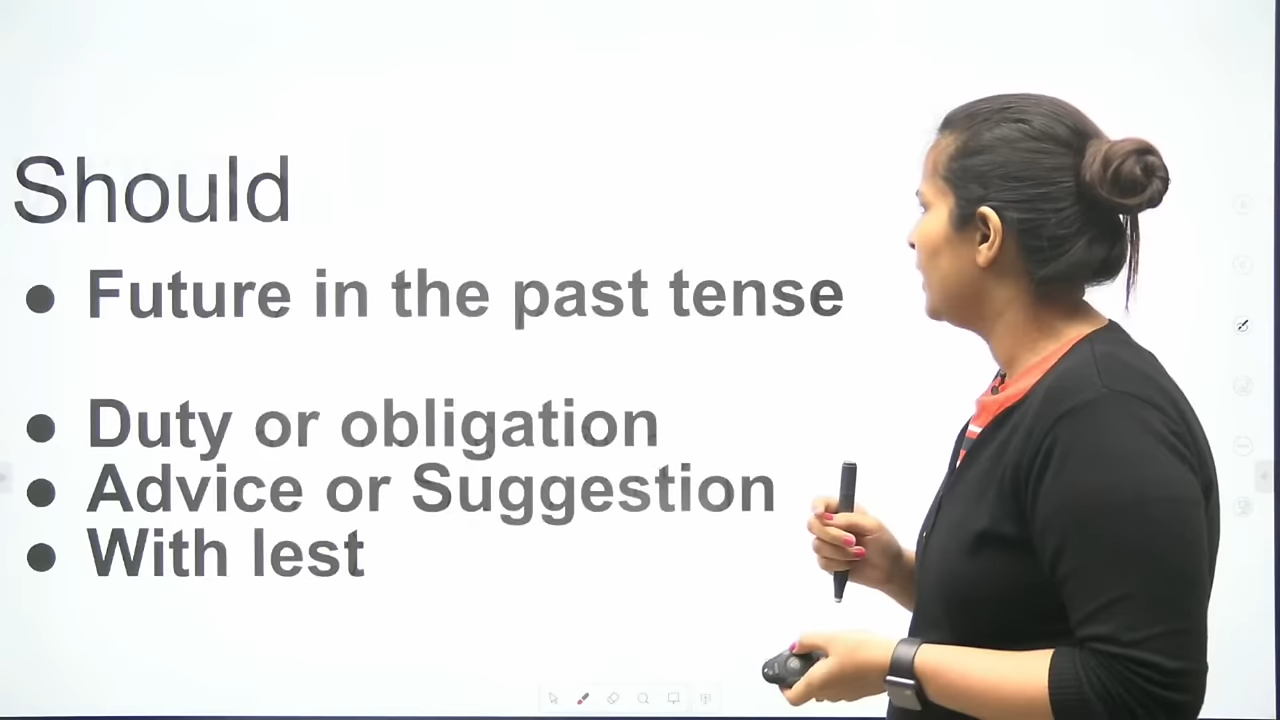 Should
● Future in the past tense
● Duty or obligation
● Advice or Suggestion
● With lest